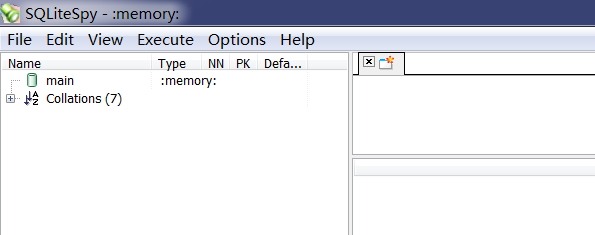 SQLiteSpy - :memory:
File Edit View Execute Options Help
Name Type NN PK Defa...
main :memory:
Collations (7)